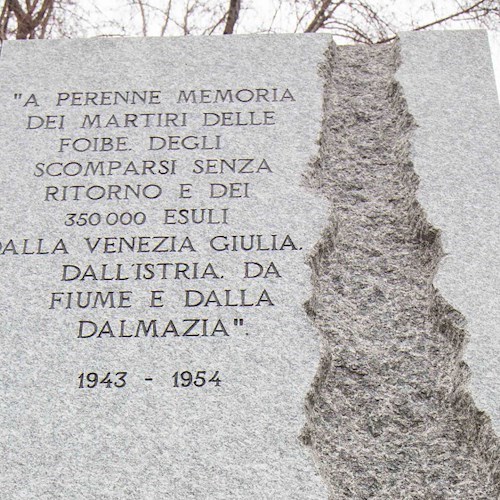 "A PERENNE MEMORIA
DEI MARTIRI DELLE
FOIBE. DEGLI
SCOMPARSI SENZA
RITORNO E DEI
350 000 ESULI
DALLA VENEZIA GIULIA.
DALL'ISTRIA. DA
FIUME E DALLA
DALMAZIA".
1943 - 1954